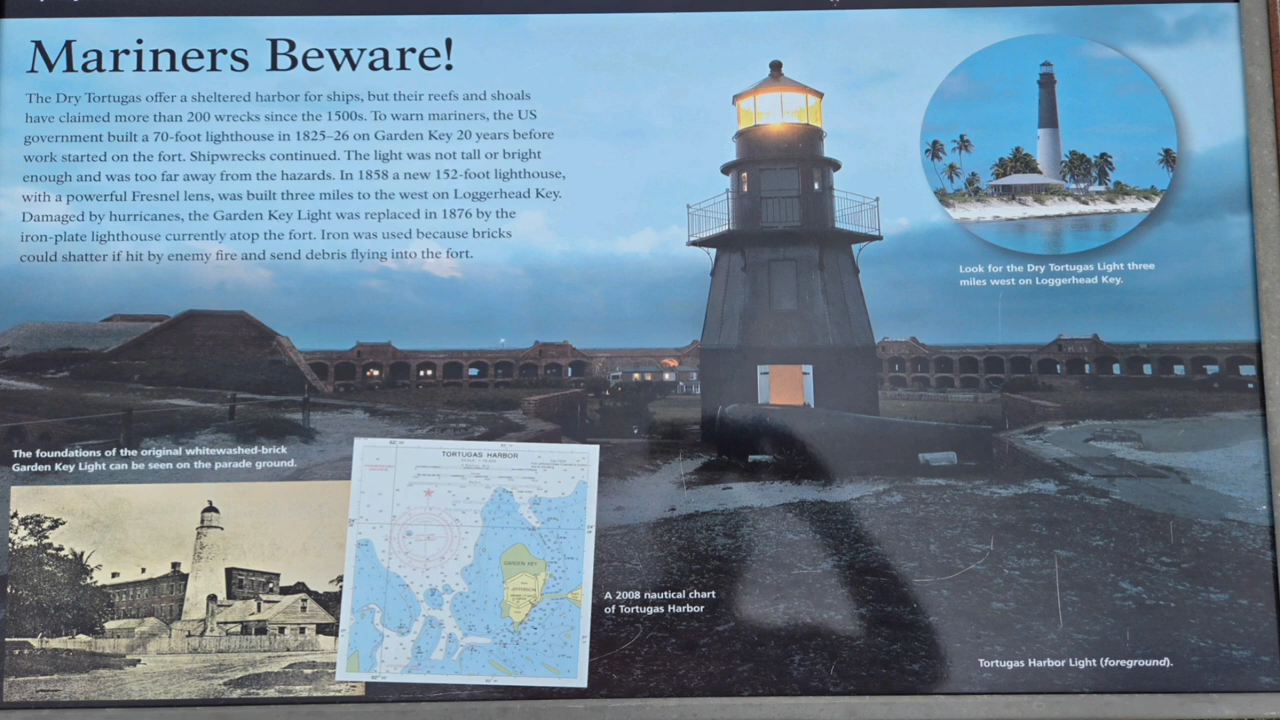 Mariners Beware!
The Dry Tortugas offer a sheltered harbor for ships, but their reefs and shoals
have claimed more than 200 wrecks since the 1500s. To warn mariners, the US
government built a 70-foot lighthouse in 1825–26 on Garden Key 20 years before
work started on the fort. Shipwrecks continued. The light was not tall or bright
enough and was too far away from the hazards. In 1858 a new 152-foot lighthouse,
with a powerful Fresnel lens, was built three miles to the west on Loggerhead Key.
Damaged by hurricanes, the Garden Key Light was replaced in 1876 by the
iron-plate lighthouse currently atop the fort. Iron was used because bricks
could shatter if hit by enemy fire and send debris flying into the fort.
Look for the Dry Tortugas Light three
miles west on Loggerhead Key.
The foundations of the original whitewashed-brick
Garden Key Light can be seen on the parade ground.
TORTUGAS HARBOR
GARDEN KEY
JEFFERSON
A 2008 nautical chart
of Tortugas Harbor
Tortugas Harbor Light (foreground).